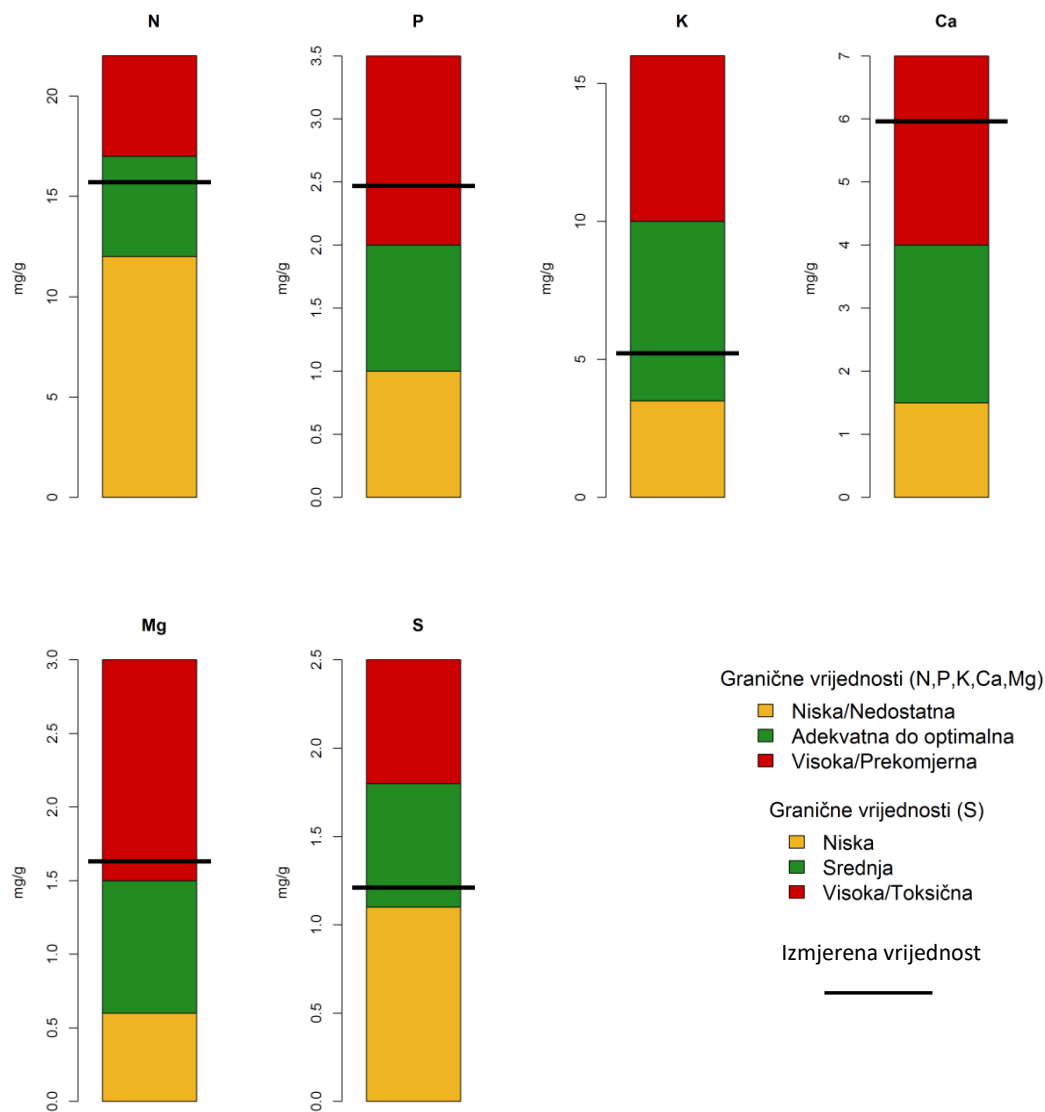 N
P
K
Ca
mg/g
0
5
10
15
20
mg/g
0.0
0.5
1.0
1.5
2.0
2.5
3.0
3.5
mg/g
0
5
10
15
mg/g
0
1
2
3
4
5
6
7
Mg
S
mg/g
0.0
0.5
1.0
1.5
2.0
2.5
3.0
mg/g
0.0
0.5
1.0
1.5
2.0
2.5
Granične vrijednosti (N,P,K,Ca,Mg)
Niska/Nedostatna
Adekvatna do optimalna
Visoka/Prekomjerna
Granične vrijednosti (S)
Niska
Srednja
Visoka/Toksična
Izmjerena vrijednost